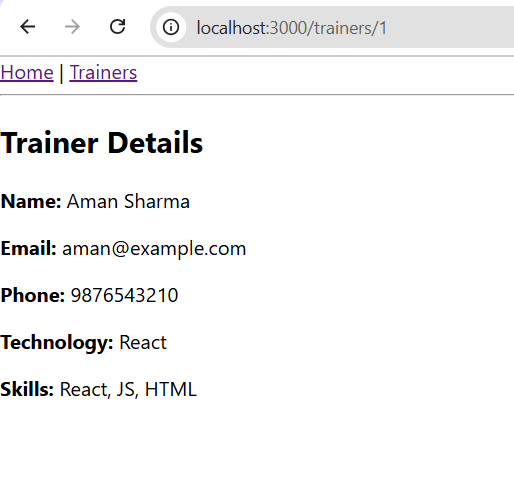 localhost:3000/trainers/1
Home | Trainers
Trainer Details
Name: Aman Sharma
Email: aman@example.com
Phone: 9876543210
Technology: React
Skills: React, JS, HTML